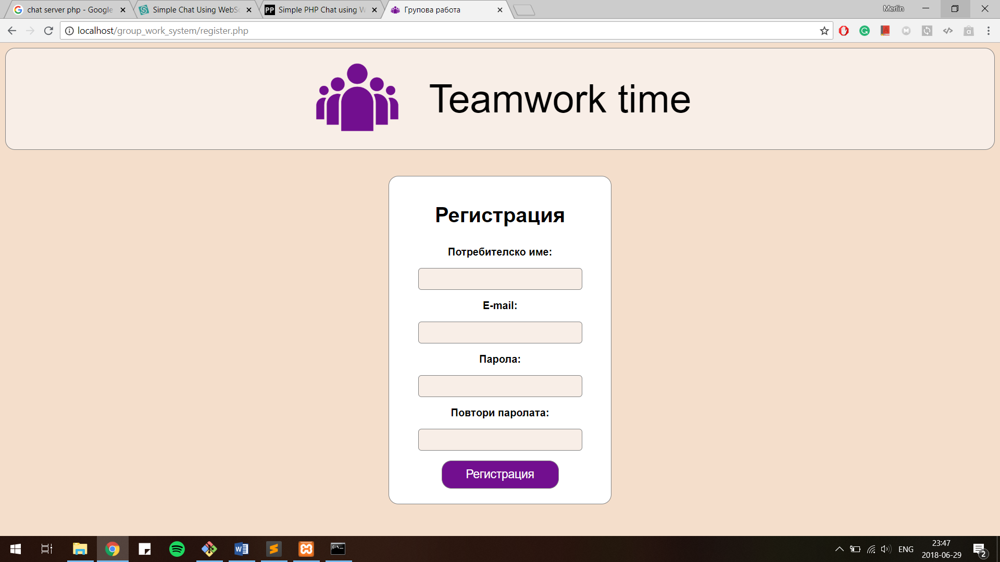 chat server php - Google
Simple Chat Using WebSo
Simple PHP Chat using W
Групова работа
Merlin
localhost/group_work_system/register.php
Teamwork time
Регистрация
Потребителско име:
E-mail:
Парола:
Повтори паролата:
Регистрация
ENG
23:47
2018-06-29
2